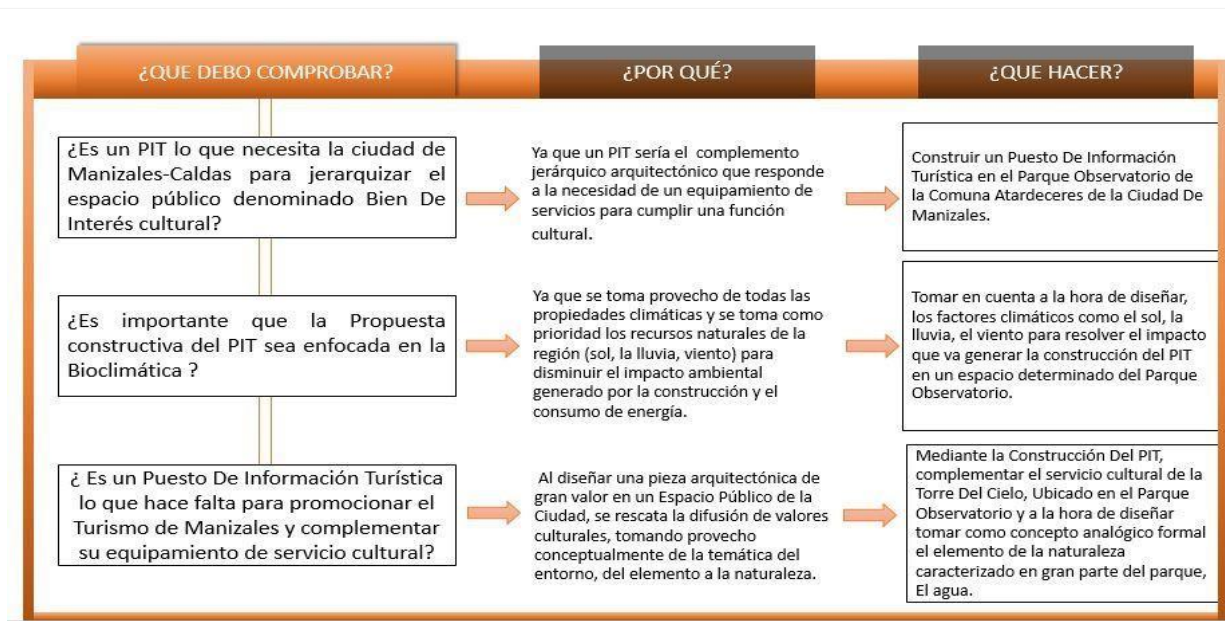 ¿QUE DEBO COMPROBAR?
¿POR QUÉ?
¿QUE HACER?
¿Es un PIT lo que necesita la ciudad de
Manizales-Caldas para jerarquizar el
espacio público denominado Bien De
Interés cultural?
Ya que un PIT sería el complemento
jerárquico arquitectónico que responde
a la necesidad de un equipamiento de
servicios para cumplir una función
cultural.
Construir un Puesto De Información
Turística en el Parque Observatorio de
la Comuna Atardeceres de la Ciudad De
Manizales.
¿Es importante que la Propuesta
constructiva del PIT sea enfocada en la
Bioclimática ?
Ya que se toma provecho de todas las
propiedades climáticas y se toma como
prioridad los recursos naturales de la
región (sol, la lluvia, viento) para
disminuir el impacto ambiental
generado por la construcción y el
consumo de energía.
Tomar en cuenta a la hora de diseñar,
los factores climáticos como el sol, la
lluvia, el viento para resolver el impacto
que va generar la construcción del PIT
en un espacio determinado del Parque
Observatorio.
¿ Es un Puesto De Información Turística
lo que hace falta para promocionar el
Turismo de Manizales y complementar
su equipamiento de servicio cultural?
Al diseñar una pieza arquitectónica de
gran valor en un Espacio Público de la
Ciudad, se rescata la difusión de valores
culturales, tomando provecho
conceptualmente de la temática del
entorno, del elemento a la naturaleza.
Mediante la Construcción Del PIT,
complementar el servicio cultural de la
Torre Del Cielo, Ubicado en el Parque
Observatorio y a la hora de diseñar
tomar como concepto analógico formal
el elemento de la naturaleza
caracterizado en gran parte del parque,
El agua.